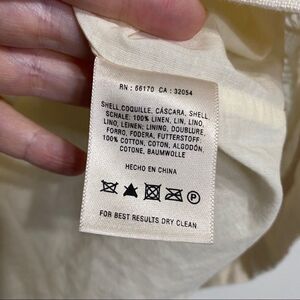 RN : 66170 CA : 32054
SHELL, COQUILLE, CÁSCARA, SHELL
SCHALE: 100% LINEN, LIN, LINO,
LINO, LEINEN; LINING, DOUBLURE,
FORRO, FODERA, FUTTERSTOFF:
100% COTTON, COTON, ALGODÓN,
COTONE, BAUMWOLLE
HECHO EN CHINA
FOR BEST RESULTS DRY CLEAN